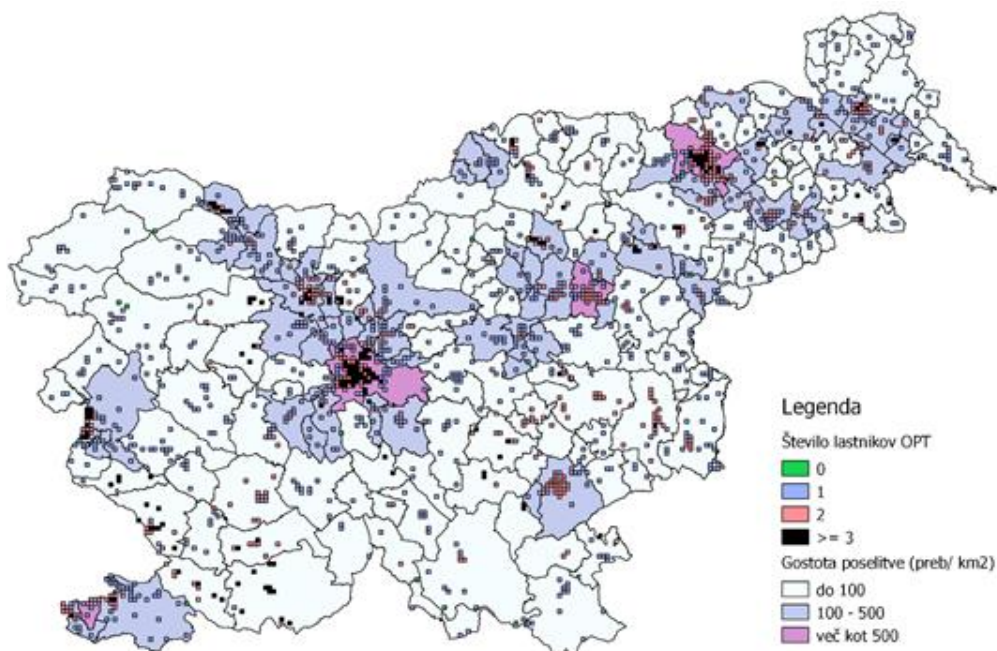 Legenda
Število lastnikov OPT
0
1
2
>= 3
Gostota poselitve (preb/ km2)
do 100
100 - 500
več kot 500